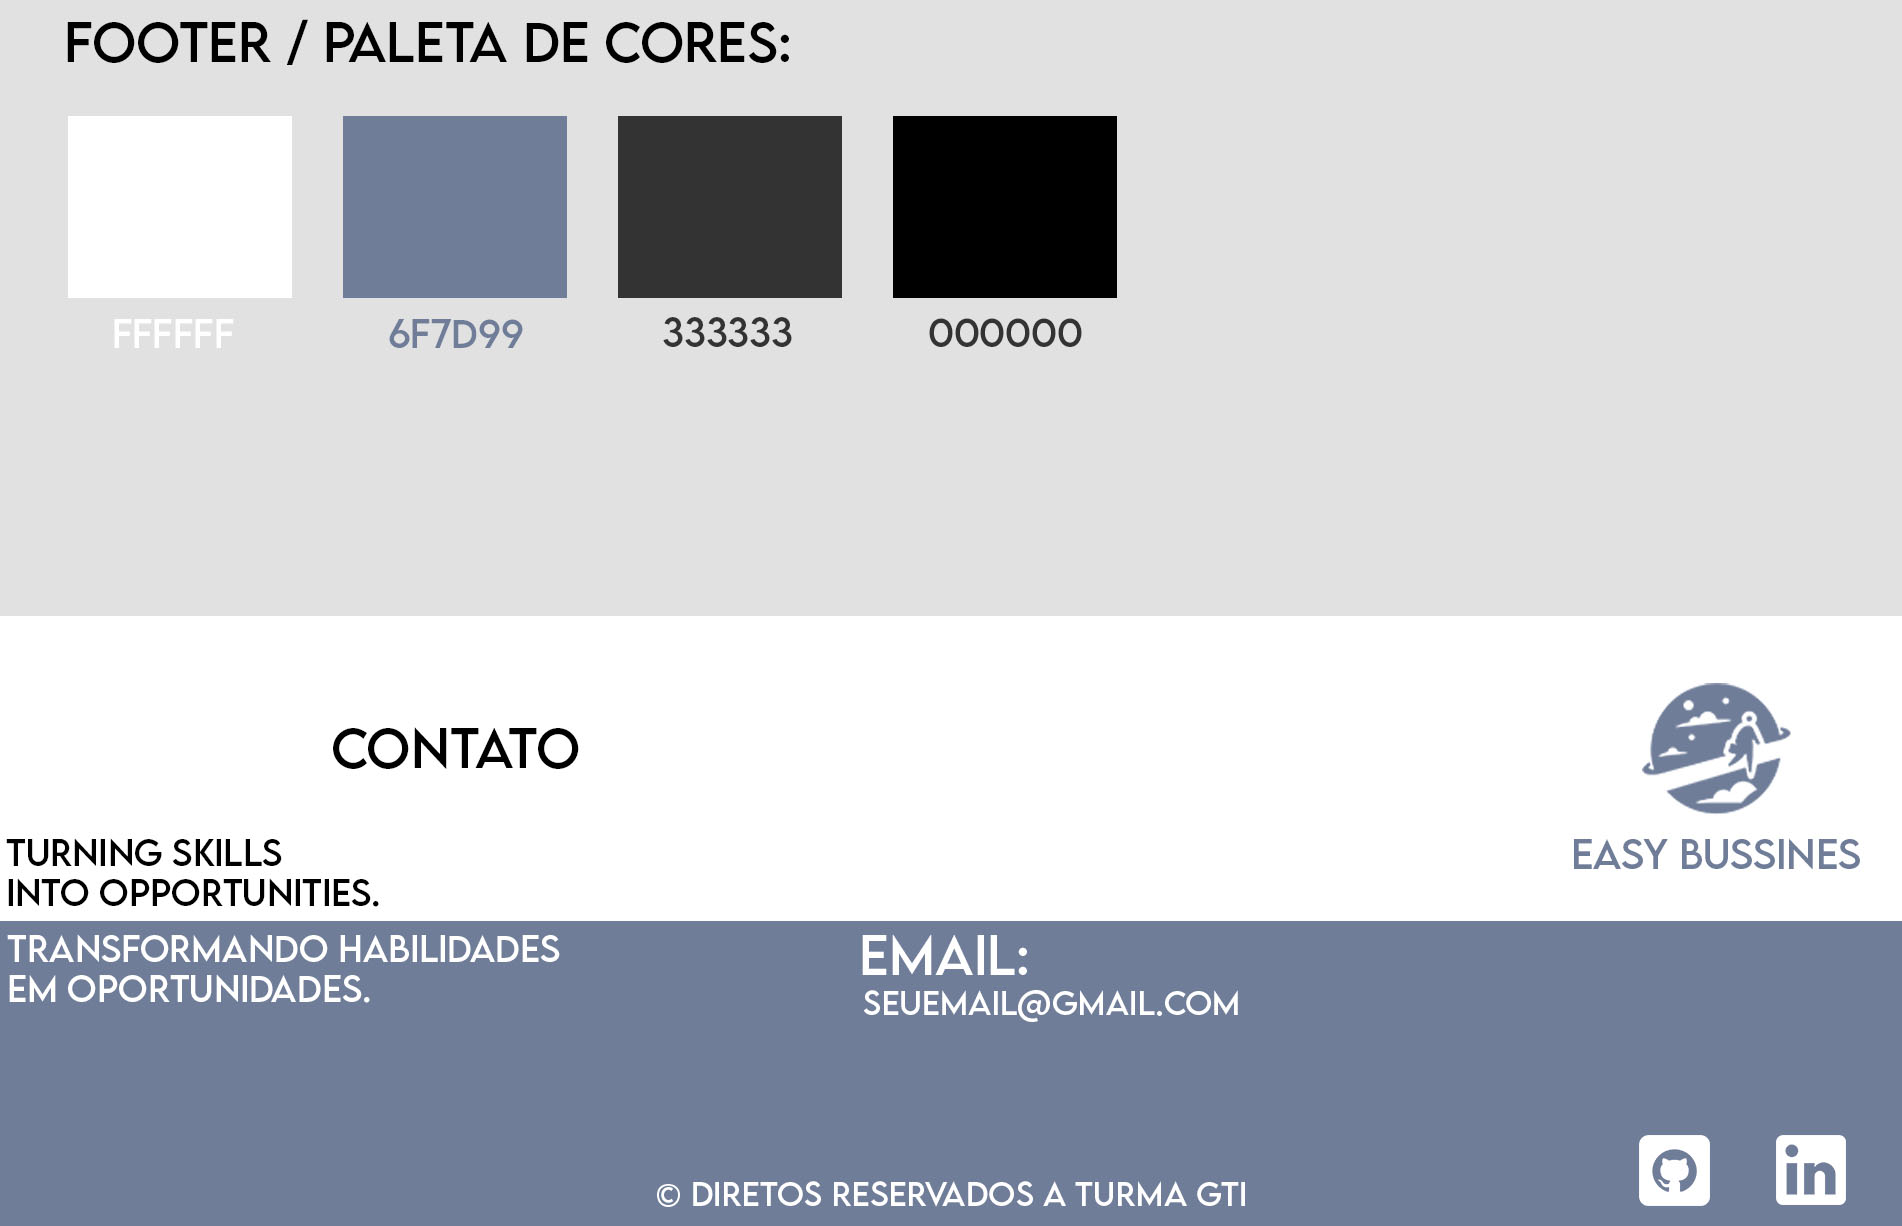 FOOTER / PALETA DE CORES:
FFFFFF
6F7D99
333333
000000
CONTATO
TURNING SKILLS
INTO OPPORTUNITIES.
EASY BUSSINES
TRANSFORMANDO HABILIDADES
EM OPORTUNIDADES.
EMAIL:
SEUEMAIL@GMAIL.COM
© DIRETOS RESERVADOS A TURMA GTI
in